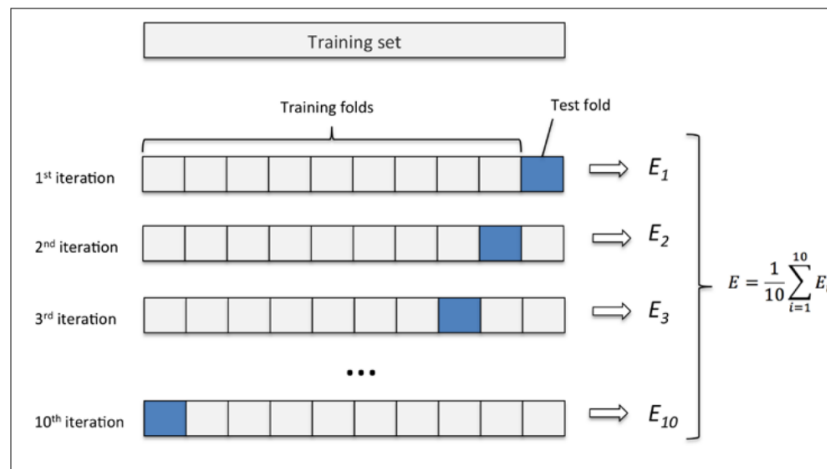 Training set
Training folds
Test fold
1st iteration
E1
2nd iteration
E2
E = 1/10 ∑ i=1 10 Ei
3rd iteration
E3
...
10th iteration
E10